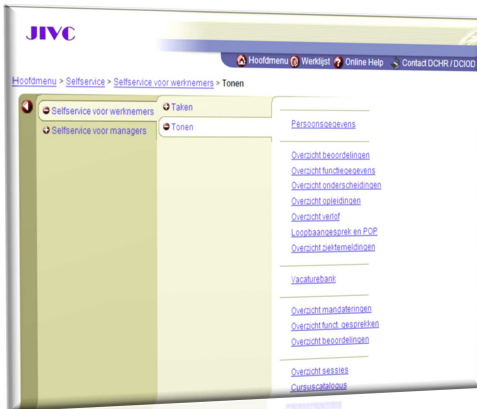 JIVC
Hoofdmenu Werklijst Online Help Contact DCHR / DCIOD
Hoofdmenu > Selfservice > Selfservice voor werknemers > Tonen
Selfservice voor werknemers
Selfservice voor managers
Taken
Tonen
Persoonsgegevens
Overzicht beoordelingen
Overzicht functiegegevens
Overzicht onderscheidingen
Overzicht opleidingen
Overzicht verlof
Loopbaangesprek en POP
Overzicht ziektemeldingen
Vacaturebank
Overzicht mandateringen
Overzicht funct. gesprekken
Overzicht beoordelingen
Overzicht sessies
Cursuscatalogus